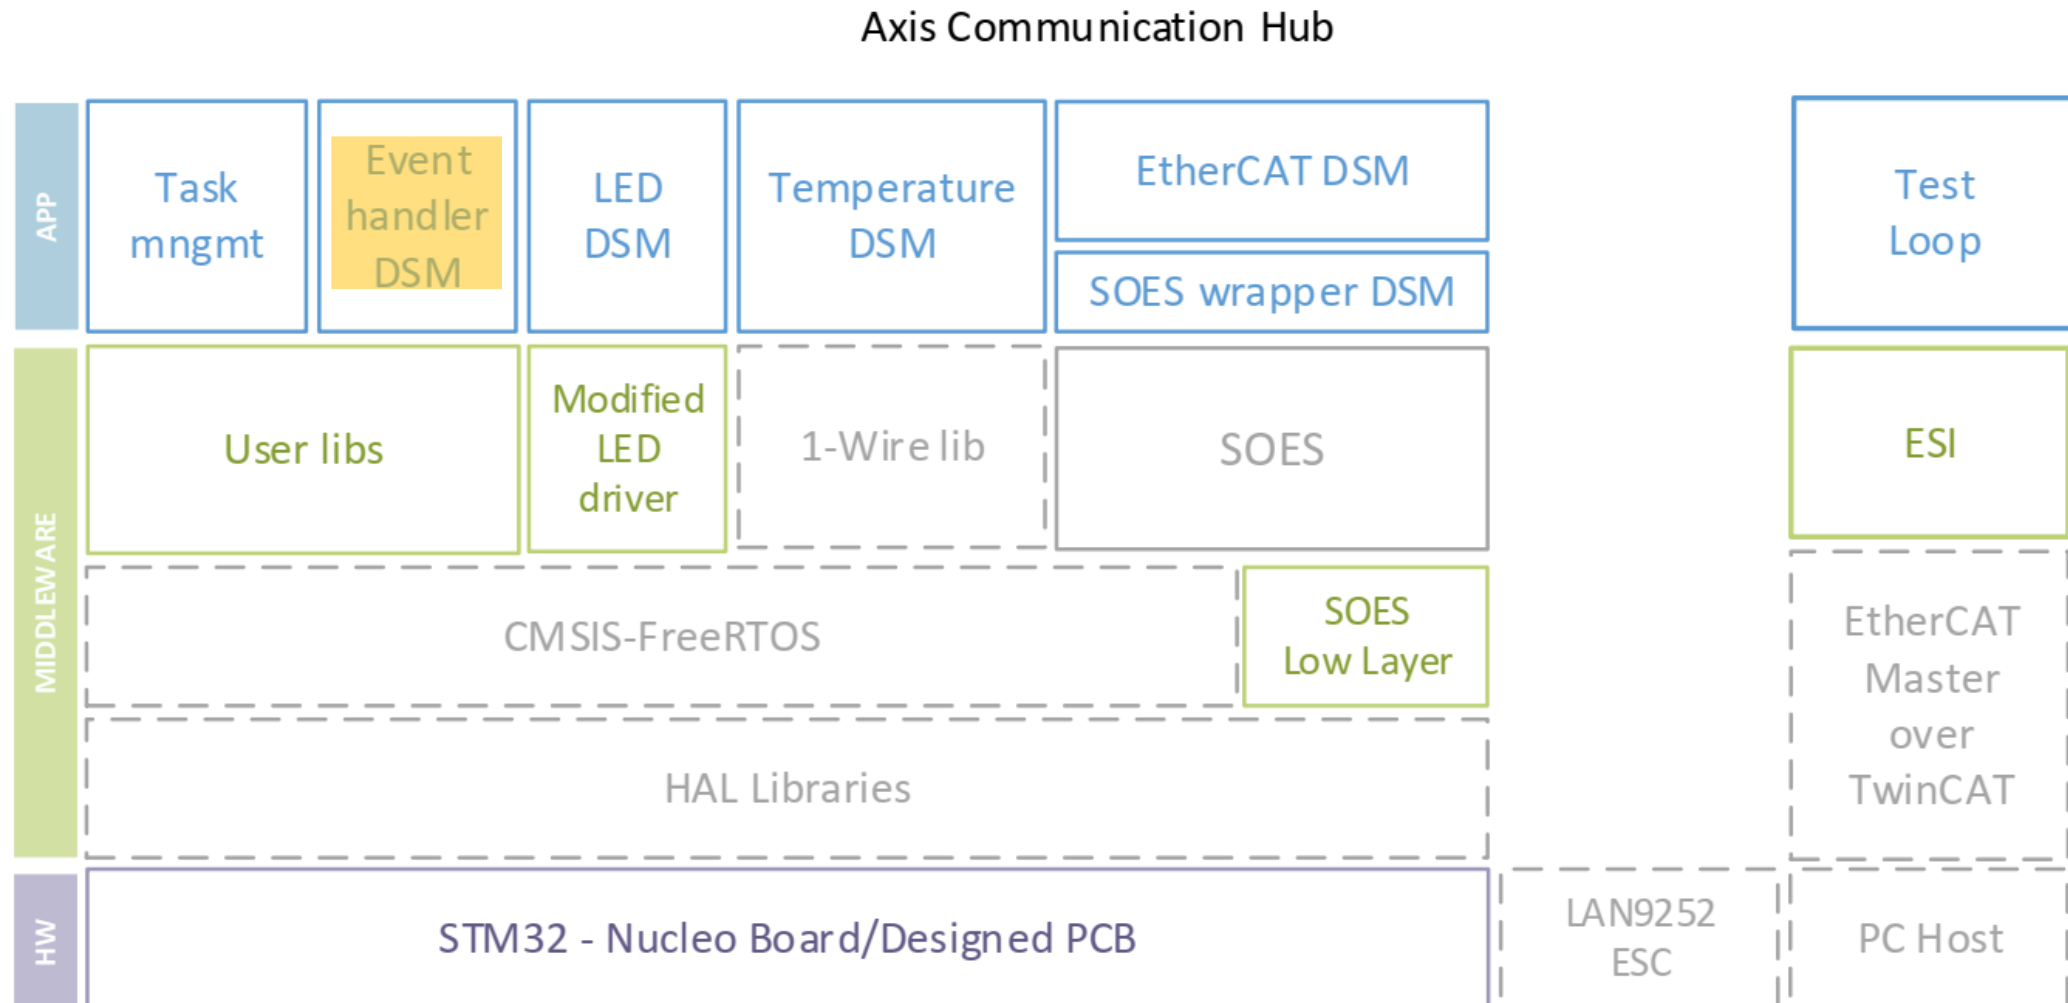 Axis Communication Hub
APP
Task
mngmt
Event
handler
DSM
LED
DSM
Temperature
DSM
EtherCAT DSM
SOES wrapper DSM
Test
Loop
MIDDLEWARE
User libs
Modified
LED
driver
1-Wire lib
SOES
ESI
CMSIS-FreeRTOS
SOES
Low Layer
EtherCAT
Master
over
TwinCAT
HAL Libraries
HW
STM32 - Nucleo Board/Designed PCB
LAN9252
ESC
PC Host